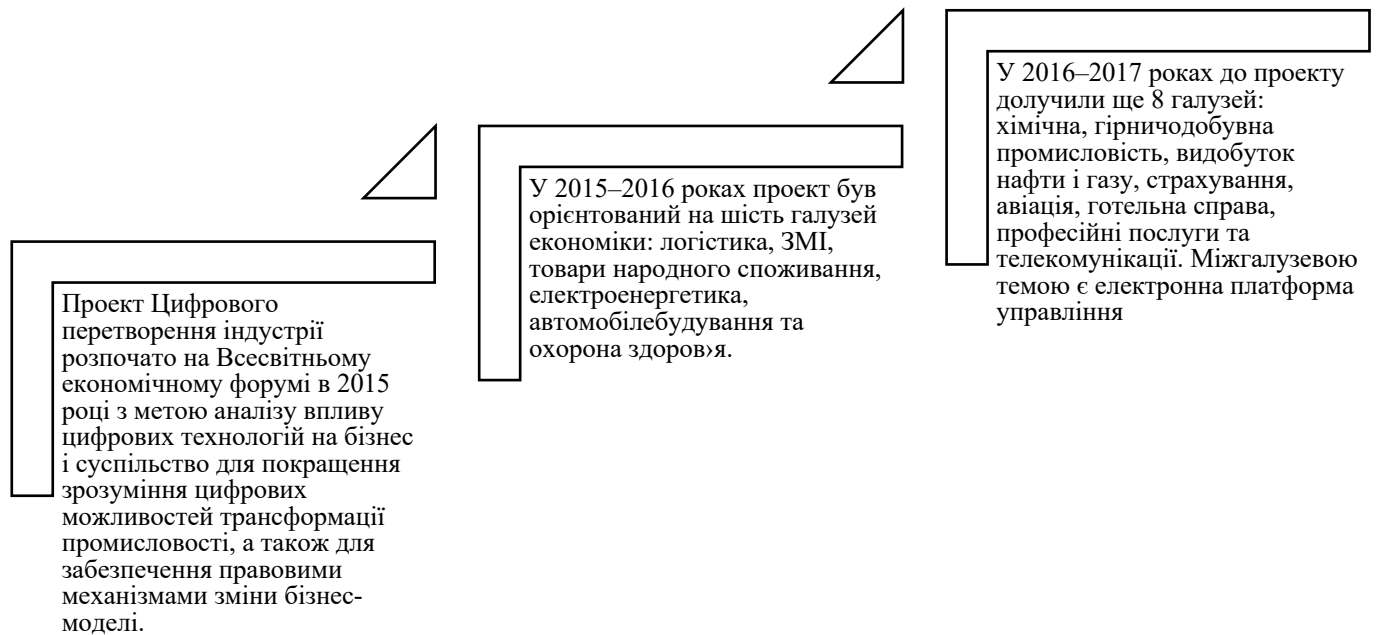 Проект Цифрового
перетворення індустрії
розпочато на Всесвітньому
економічному форумі в 2015
році з метою аналізу впливу
цифрових технологій на бізнес
і суспільство для покращення
зрозуміння цифрових
можливостей трансформації
промисловості, а також для
забезпечення правовими
механізмами зміни бізнес-
моделі.
У 2015–2016 роках проект був
орієнтований на шість галузей
економіки: логістика, ЗМІ,
товари народного споживання,
електроенергетика,
автомобілебудування та
охорона здоров›я.
У 2016–2017 роках до проекту
долучили ще 8 галузей:
хімічна, гірничодобувна
промисловість, видобуток
нафти і газу, страхування,
авіація, готельна справа,
професійні послуги та
телекомунікації. Міжгалузевою
темою є електронна платформа
управління